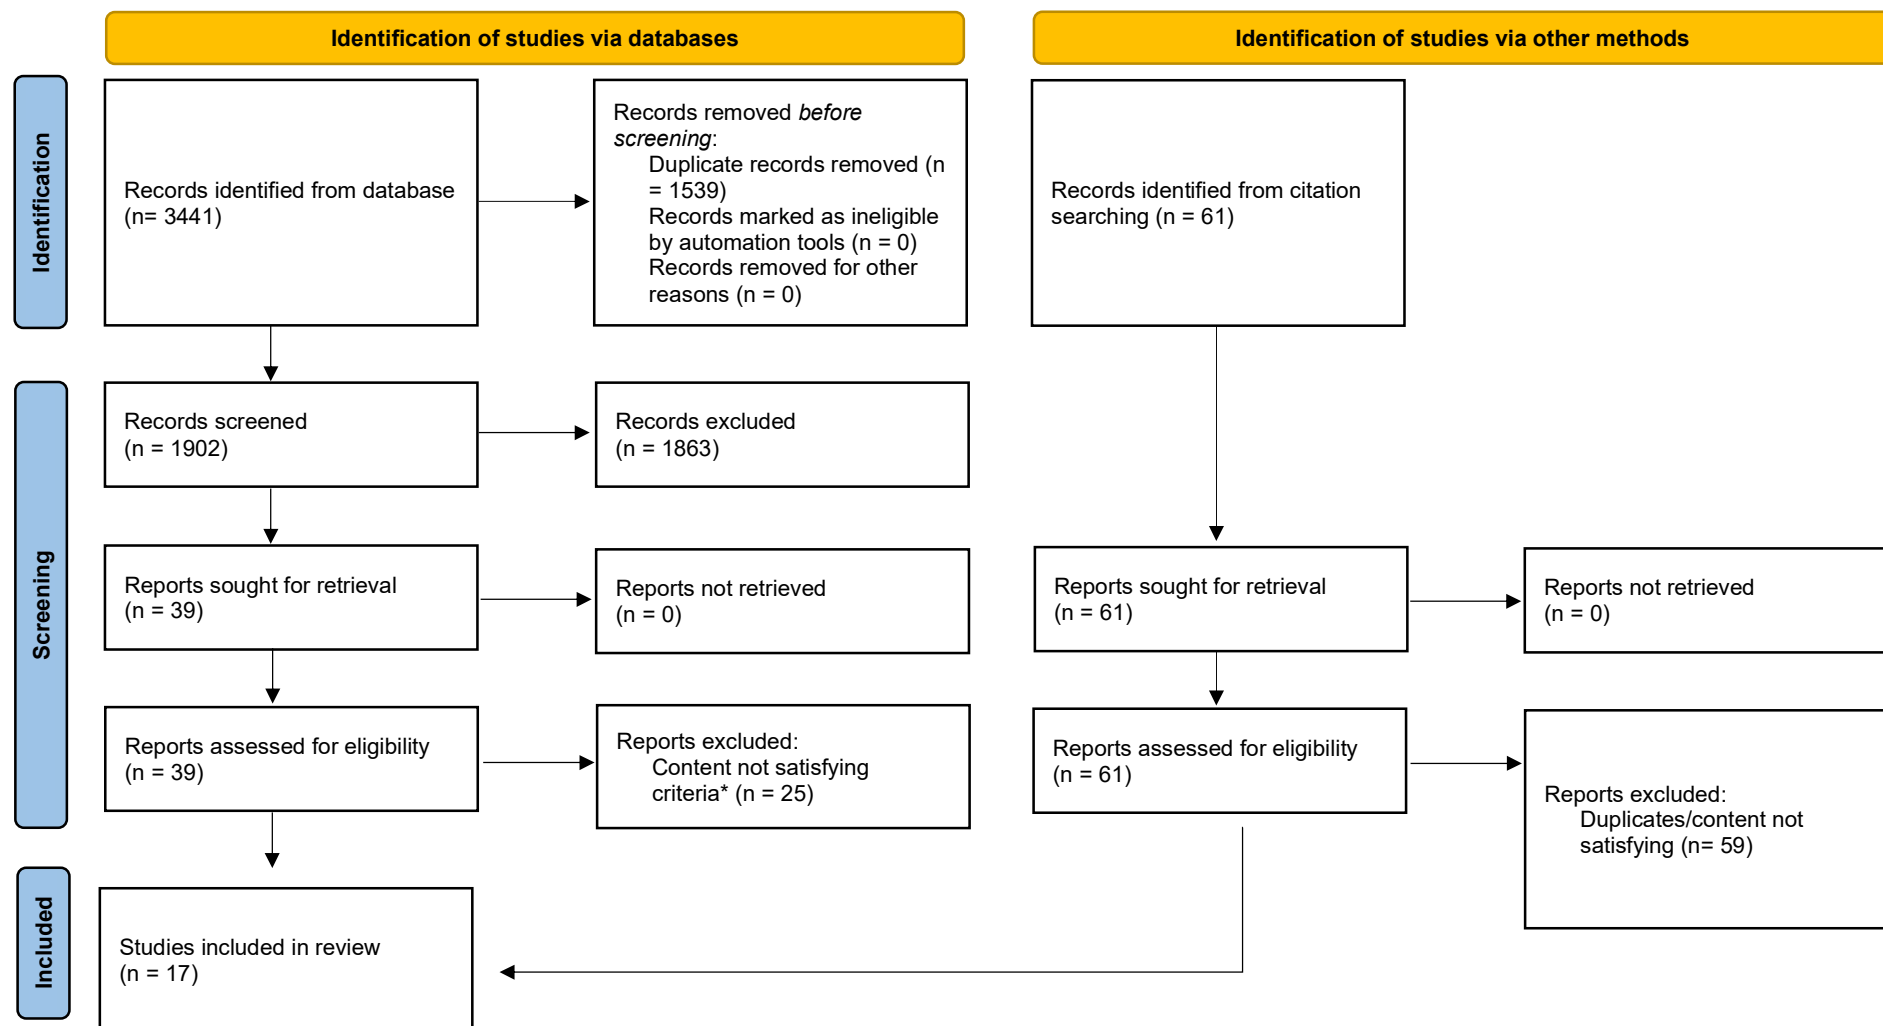 Identification of studies via databases
Identification of studies via other methods
Identification
Records identified from database
(n= 3441)
Records removed before
screening:
Duplicate records removed (n
= 1539)
Records marked as ineligible
by automation tools (n = 0)
Records removed for other
reasons (n = 0)
Records identified from citation
searching (n = 61)
Screening
Records screened
(n = 1902)
Records excluded
(n = 1863)
Reports sought for retrieval
(n = 39)
Reports not retrieved
(n = 0)
Reports sought for retrieval
(n = 61)
Reports not retrieved
(n = 0)
Reports assessed for eligibility
(n = 39)
Reports excluded:
Content not satisfying
criteria* (n = 25)
Reports assessed for eligibility
(n = 61)
Reports excluded:
Duplicates/content not
satisfying (n= 59)
Included
Studies included in review
(n = 17)